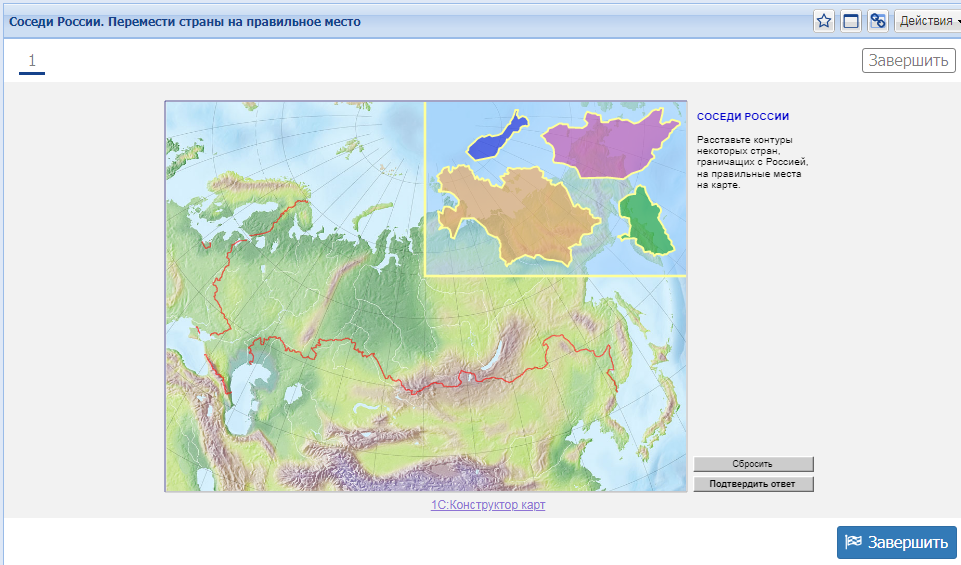 Соседи России. Перемести страны на правильное место
Действия
1
Завершить
СОСЕДИ РОССИИ
Расставьте контуры
некоторых стран,
граничащих с Россией,
на правильные места
на карте.
Сбросить
Подтвердить ответ
1С:Конструктор карт
Завершить